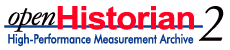 openHistorian 2
High-Performance Measurement Archive